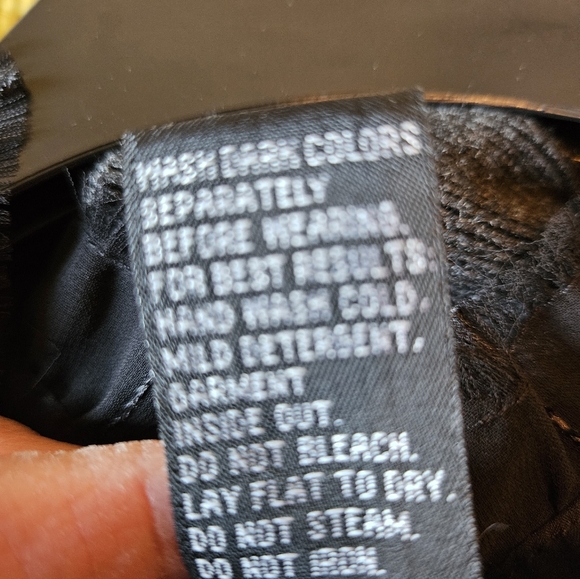 WASH DARK COLORS
SEPARATELY
BEFORE WEARING.
FOR BEST RESULTS:
HAND WASH COLD.
MILD DETERGENT.
GARMENT
INSIDE OUT.
DO NOT BLEACH.
LAY FLAT TO DRY.
DO NOT STEAM.
DO NOT IRON.